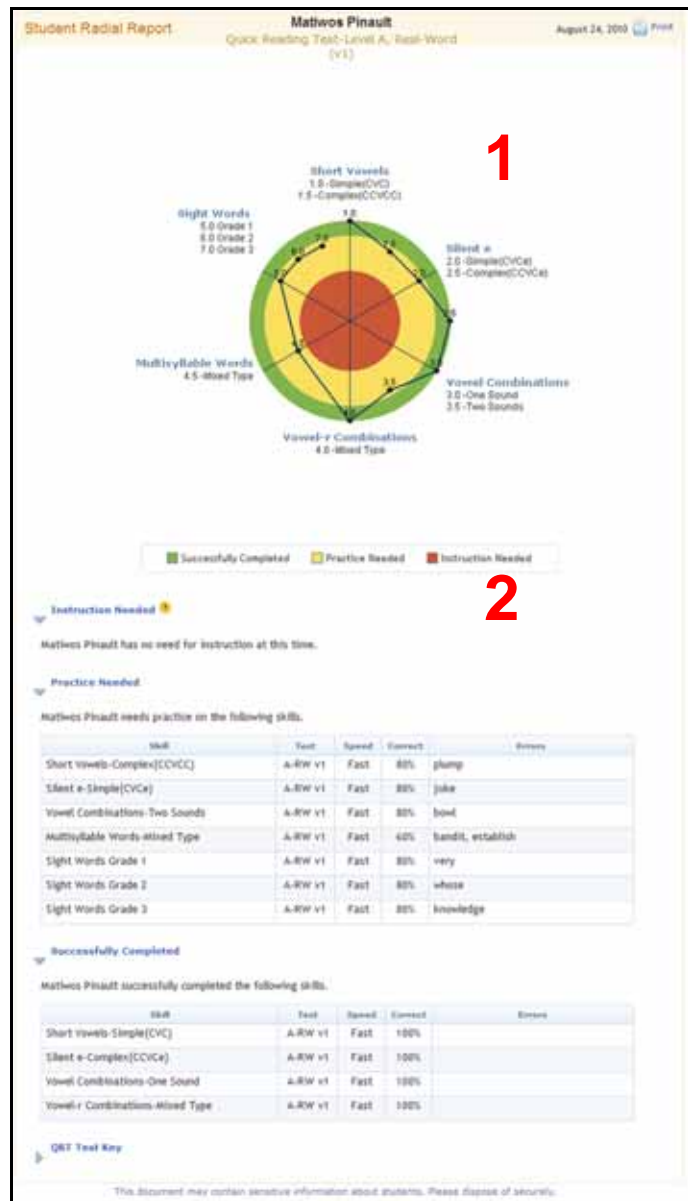 Student Radial Report
Matiwos Pinault
Quick Reading Test-Level A, Real-Word
(v1)
August 24, 2010 Print
1
Short Vowels
1.0 -Simple(CVC)
1.5 -Complex(CCVCC)
Sight Words
5.0 Grade 1
6.0 Grade 2
7.0 Grade 3
Silent e
2.0 -Simple(CVCe)
2.5 -Complex(CCVCe)
1.0
7.0
6.0
3.5
Multisyllable Words
4.5 -Mixed Type
Vowel Combinations
3.0 -One Sound
3.5 -Two Sounds
Vowel-r Combinations
4.0 -Mixed Type
Successfully Completed Practice Needed Instruction Needed
2
Instruction Needed
Matiwos Pinault has no need for instruction at this time.
Practice Needed
Matiwos Pinault needs practice on the following skills.
Skill Test Speed Correct Errors
Short Vowels-Complex(CCVCC) A-RW v1 Fast 80% plump
Silent e-Simple(CVCe) A-RW v1 Fast 80% joke
Vowel Combinations-Two Sounds A-RW v1 Fast 80% bowl
Multisyllable Words-Mixed Type A-RW v1 Fast 60% bandit, establish
Sight Words Grade 1 A-RW v1 Fast 80% very
Sight Words Grade 2 A-RW v1 Fast 80% whose
Sight Words Grade 3 A-RW v1 Fast 80% knowledge
Successfully Completed
Matiwos Pinault successfully completed the following skills.
Skill Test Speed Correct Errors
Short Vowels-Simple(CVC) A-RW v1 Fast 100%
Silent e-Complex(CCVCe) A-RW v1 Fast 100%
Vowel Combinations-One Sound A-RW v1 Fast 100%
Vowel-r Combinations-Mixed Type A-RW v1 Fast 100%
QRT Test Key
This document may contain sensitive information about students. Please dispose of securely.